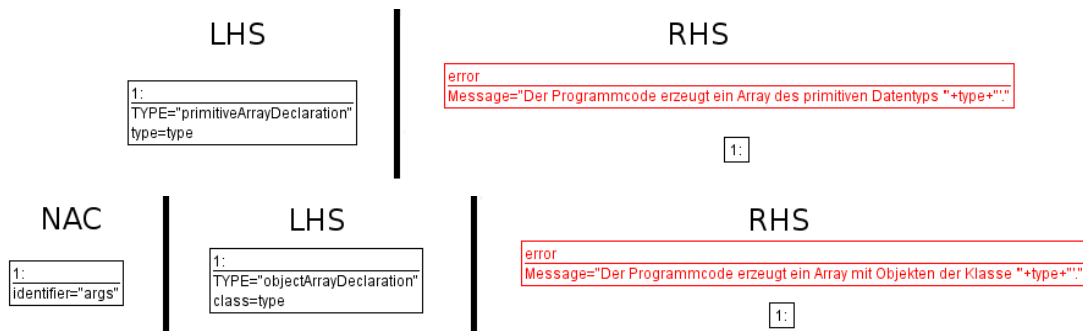 LHS
RHS
1:
TYPE="primitiveArrayDeclaration"
type=type
error
Message="Der Programmcode erzeugt ein Array des primitiven Datentyps '"+type+"'."
1:
NAC
LHS
RHS
1:
identifier="args"
1:
TYPE="objectArrayDeclaration"
class=type
error
Message="Der Programmcode erzeugt ein Array mit Objekten der Klasse '"+type+"'."
1: